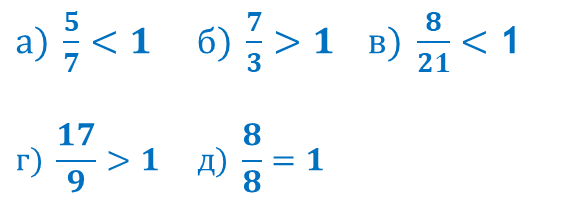 а) 5/7 < 1 б) 7/3 > 1 в) 8/21 < 1
г) 17/9 > 1 д) 8/8 = 1